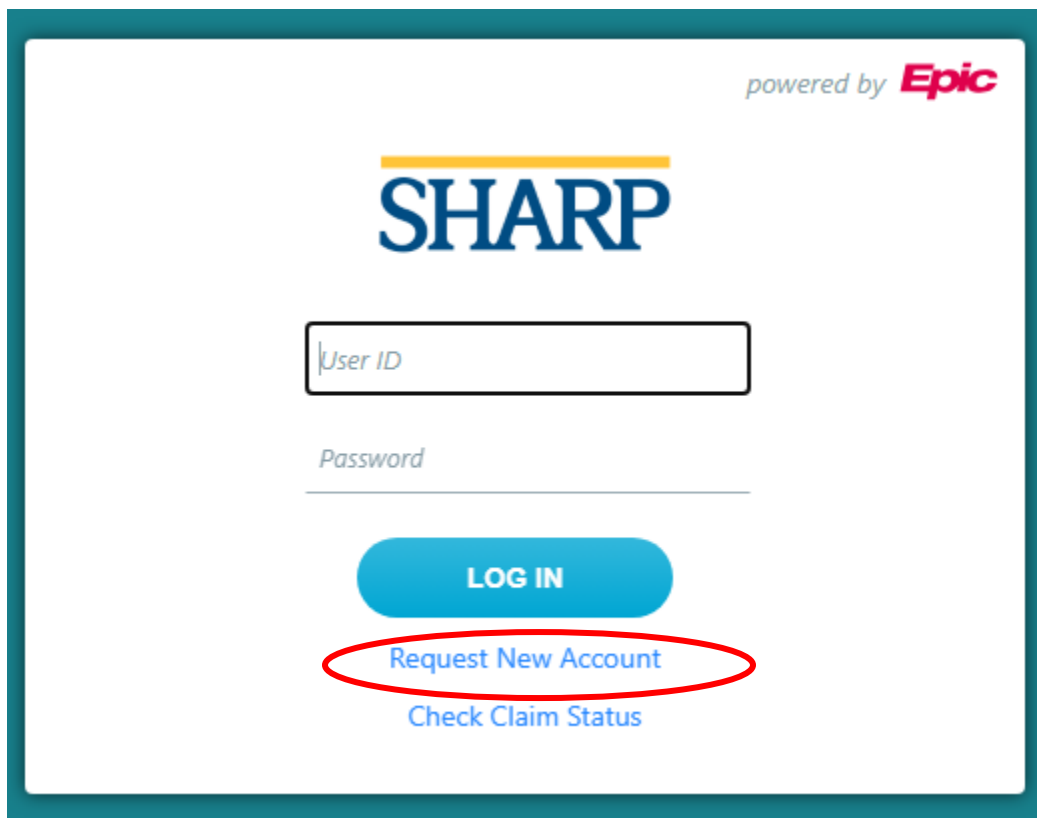 powered by Epic
SHARP
User ID
Password
LOG IN
Request New Account
Check Claim Status